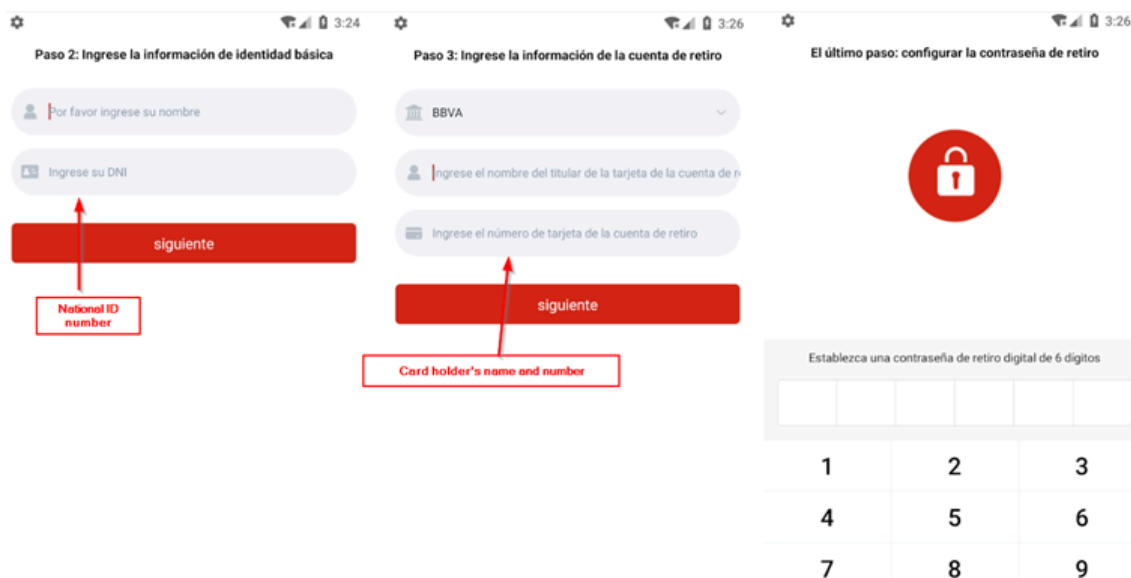 3:24
Paso 2: Ingrese la información de identidad básica
Por favor ingrese su nombre
Ingrese su DNI
siguiente
National ID
number
3:26
Paso 3: Ingrese la información de la cuenta de retiro
BBVA
Ingrese el nombre del titular de la tarjeta de la cuenta de r
Ingrese el número de tarjeta de la cuenta de retiro
siguiente
Card holder's name and number
3:26
El último paso: configurar la contraseña de retiro
Establezca una contraseña de retiro digital de 6 dígitos
1 2 3
4 5 6
7 8 9